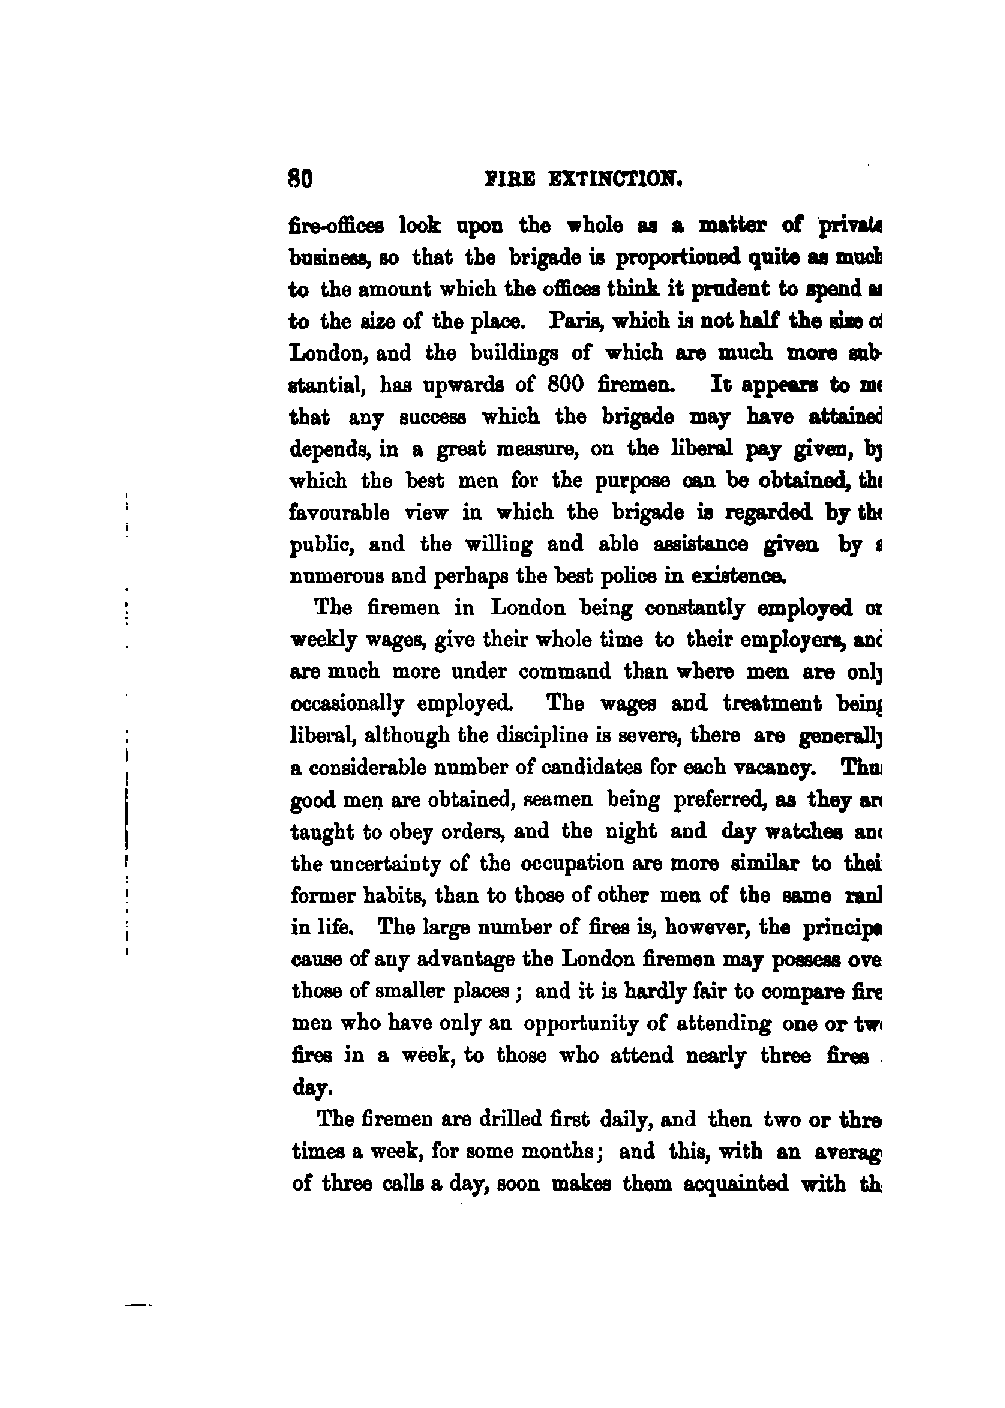 80 FIRE EXTINCTION.
fire-offices look upon the whole as a matter of private
business, so that the brigade is proportioned quite as much
to the amount which the offices think it prudent to spend as
to the size of the place. Paris, which is not half the size of
London, and the buildings of which are much more sub-
stantial, has upwards of 800 firemen. It appears to me
that any success which the brigade may have attained
depends, in a great measure, on the liberal pay given, by
which the best men for the purpose can be obtained, the
favourable view in which the brigade is regarded by the
public, and the willing and able assistance given by a
numerous and perhaps the best police in existence.
The firemen in London being constantly employed on
weekly wages, give their whole time to their employers, and
are much more under command than where men are only
occasionally employed. The wages and treatment being
liberal, although the discipline is severe, there are generally
a considerable number of candidates for each vacancy. Thus
good men are obtained, seamen being preferred, as they are
taught to obey orders, and the night and day watches and
the uncertainty of the occupation are more similar to thei
former habits, than to those of other men of the same rank
in life. The large number of fires is, however, the principa
cause of any advantage the London firemen may possess ove
those of smaller places; and it is hardly fair to compare fire
men who have only an opportunity of attending one or two
fires in a week, to those who attend nearly three fires
day.
The firemen are drilled first daily, and then two or thre
times a week, for some months; and this, with an averag
of three calls a day, soon makes them acquainted with th